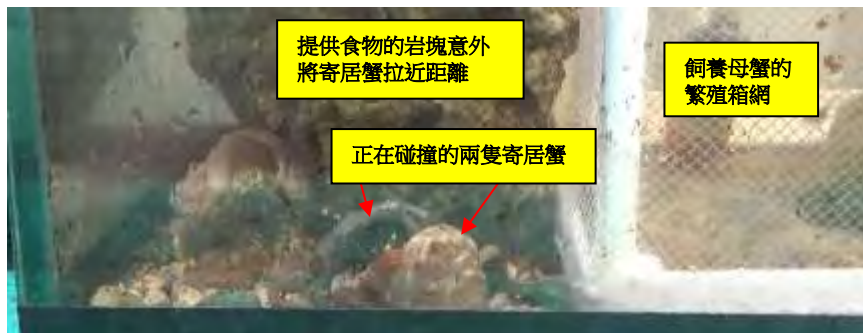 提供食物的岩塊意外
將寄居蟹拉近距離
飼養母蟹的
繁殖箱網
正在碰撞的兩隻寄居蟹